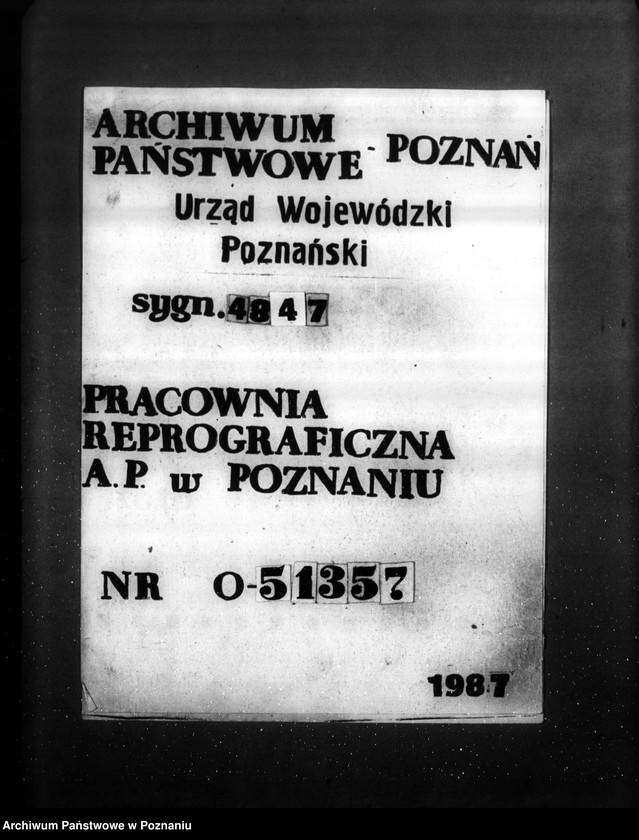 ARCHIWUM
PAŃSTWOWE - POZNAŃ
Urząd Wojewódzki
Poznański
sygn. 4847
PRACOWNIA
REPROGRAFICZNA
A.P. w POZNANIU
NR O-51357
1987
Archiwum Państwowe w Poznaniu